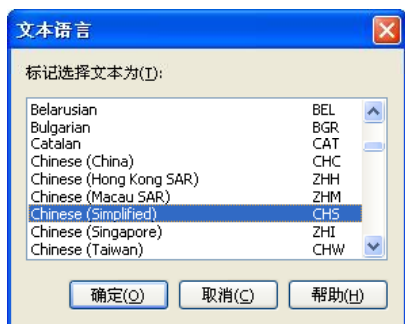 文本语言
标记选择文本为(T):
Belarusian BEL
Bulgarian BGR
Catalan CAT
Chinese (China) CHC
Chinese (Hong Kong SAR) ZHH
Chinese (Macau SAR) ZHM
Chinese (Simplified) CHS
Chinese (Singapore) ZHI
Chinese (Taiwan) CHW
确定(O) 取消(C) 帮助(H)